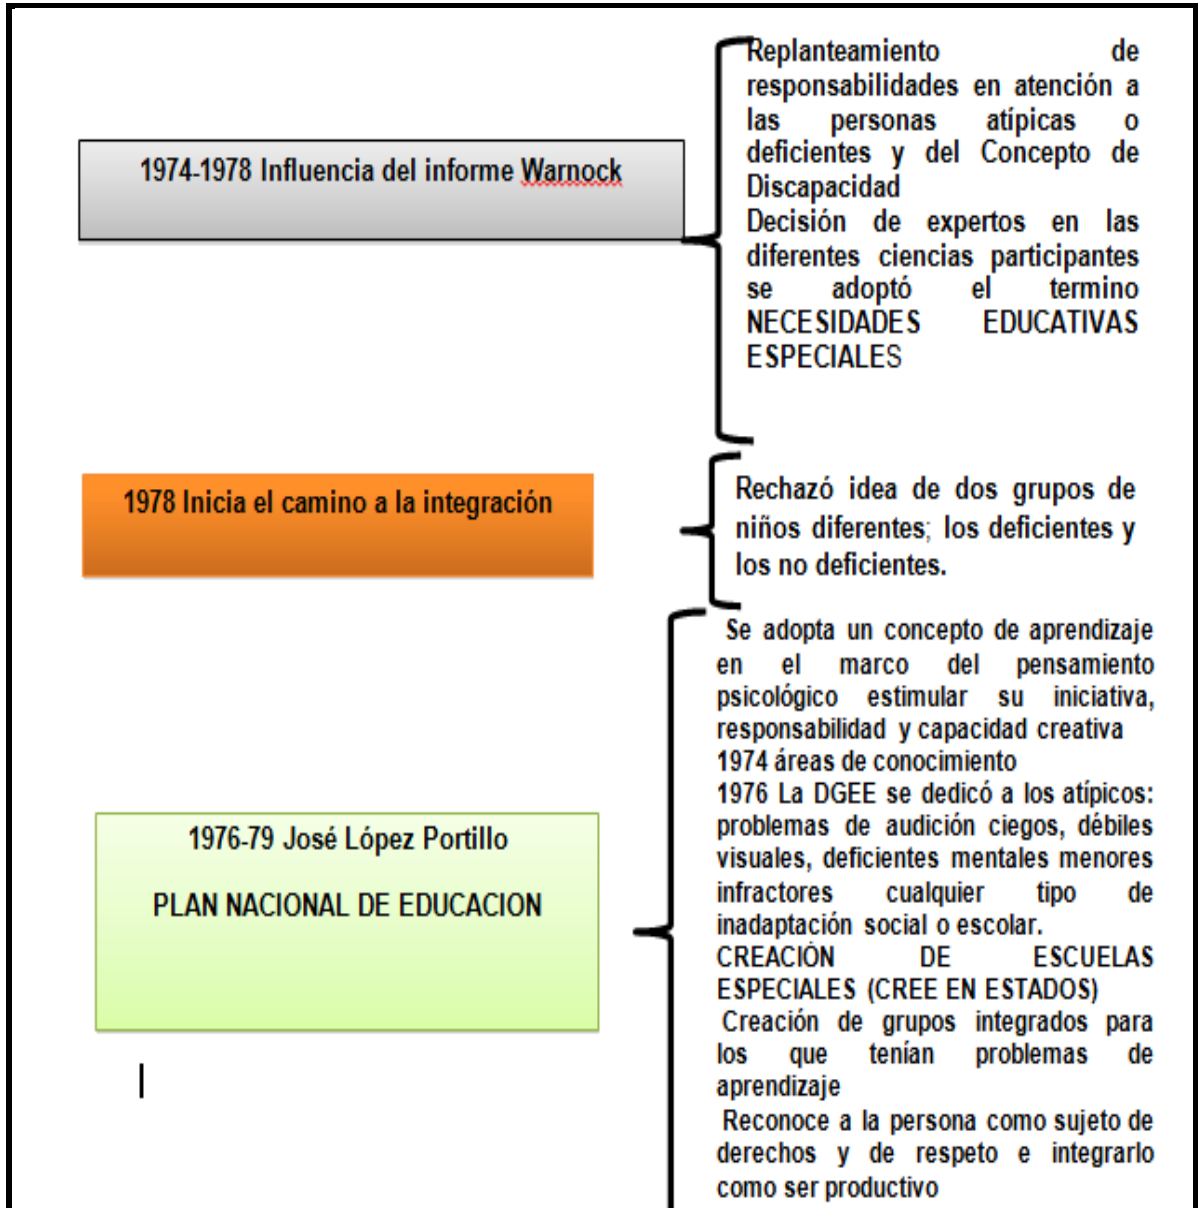 1974-1978 Influencia del informe Warnock
Replanteamiento de
responsabilidades en atención a
las personas atípicas o
deficientes y del Concepto de
Discapacidad
Decisión de expertos en las
diferentes ciencias participantes
se adoptó el termino
NECESIDADES EDUCATIVAS
ESPECIALES
1978 Inicia el camino a la integración
Rechazó idea de dos grupos de
niños diferentes; los deficientes y
los no deficientes.
1976-79 José López Portillo
PLAN NACIONAL DE EDUCACION
Se adopta un concepto de aprendizaje
en el marco del pensamiento
psicológico estimular su iniciativa,
responsabilidad y capacidad creativa
1974 áreas de conocimiento
1976 La DGEE se dedicó a los atípicos:
problemas de audición ciegos, débiles
visuales, deficientes mentales menores
infractores cualquier tipo de
inadaptación social o escolar.
CREACIÓN DE ESCUELAS
ESPECIALES (CREE EN ESTADOS)
Creación de grupos integrados para
los que tenían problemas de
aprendizaje
Reconoce a la persona como sujeto de
derechos y de respeto e integrarlo
como ser productivo